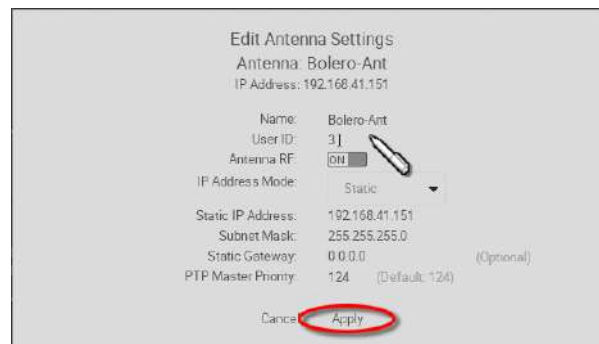 Edit Antenna Settings
Antenna: Bolero-Ant
IP Address: 192.168.41.151
Name: Bolero-Ant
User ID: 3
Antenna RF: ON
IP Address Mode: Static
Static IP Address: 192.168.41.151
Subnet Mask: 255.255.255.0
Static Gateway: 0.0.0.0 (Optional)
PTP Master Priority: 124 (Default: 124)
Cancel Apply